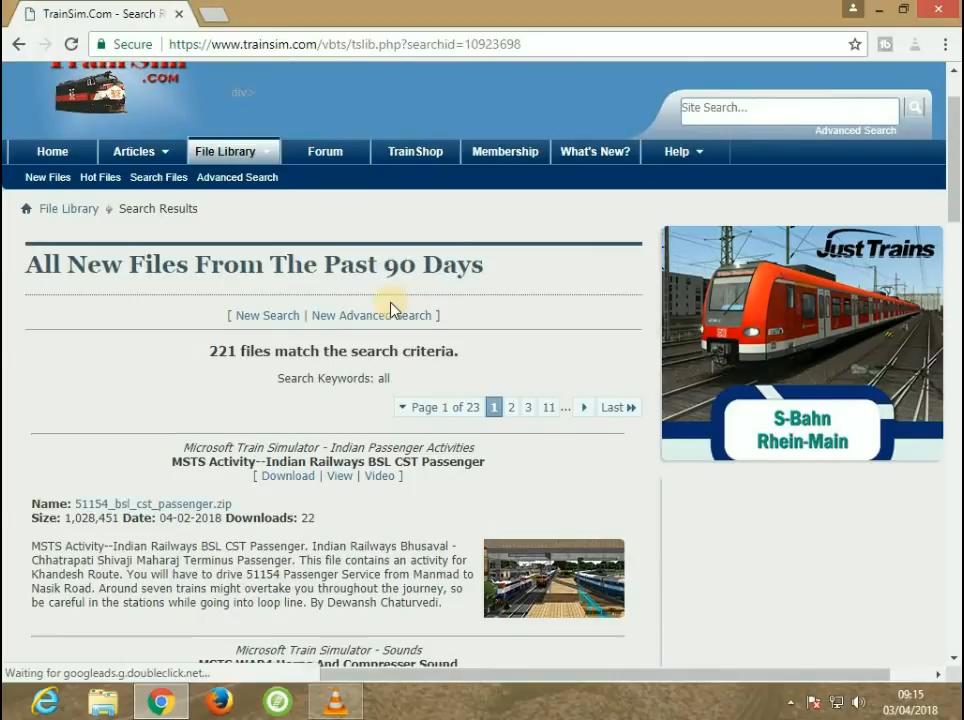 TrainSim.Com - Search R
Secure
https://www.trainsim.com/vbts/tslib.php?searchid=10923698
TrainSim
.COM
div>
Site Search...
Advanced Search
Home Articles File Library Forum TrainShop Membership What's New? Help
New Files Hot Files Search Files Advanced Search
File Library Search Results
All New Files From The Past 90 Days
[ New Search | New Advanced Search ]
221 files match the search criteria.
Search Keywords: all
Page 1 of 23 1 2 3 11 ... Last
Microsoft Train Simulator - Indian Passenger Activities
MSTS Activity--Indian Railways BSL CST Passenger
[ Download | View | Video ]
Name: 51154_bsl_cst_passenger.zip
Size: 1,028,451 Date: 04-02-2018 Downloads: 22
MSTS Activity--Indian Railways BSL CST Passenger. Indian Railways Bhusaval -
Chhatrapati Shivaji Maharaj Terminus Passenger. This file contains an activity for
Khandesh Route. You will have to drive 51154 Passenger Service from Manmad to
Nasik Road. Around seven trains might overtake you throughout the journey, so
be careful in the stations while going into loop line. By Dewansh Chaturvedi.
Microsoft Train Simulator - Sounds
MSTS WAP4 Horns And Compresser Sound
Just Trains
S-Bahn
Rhein-Main
Waiting for googleads.g.doubleclick.net...
09:15
03/04/2018